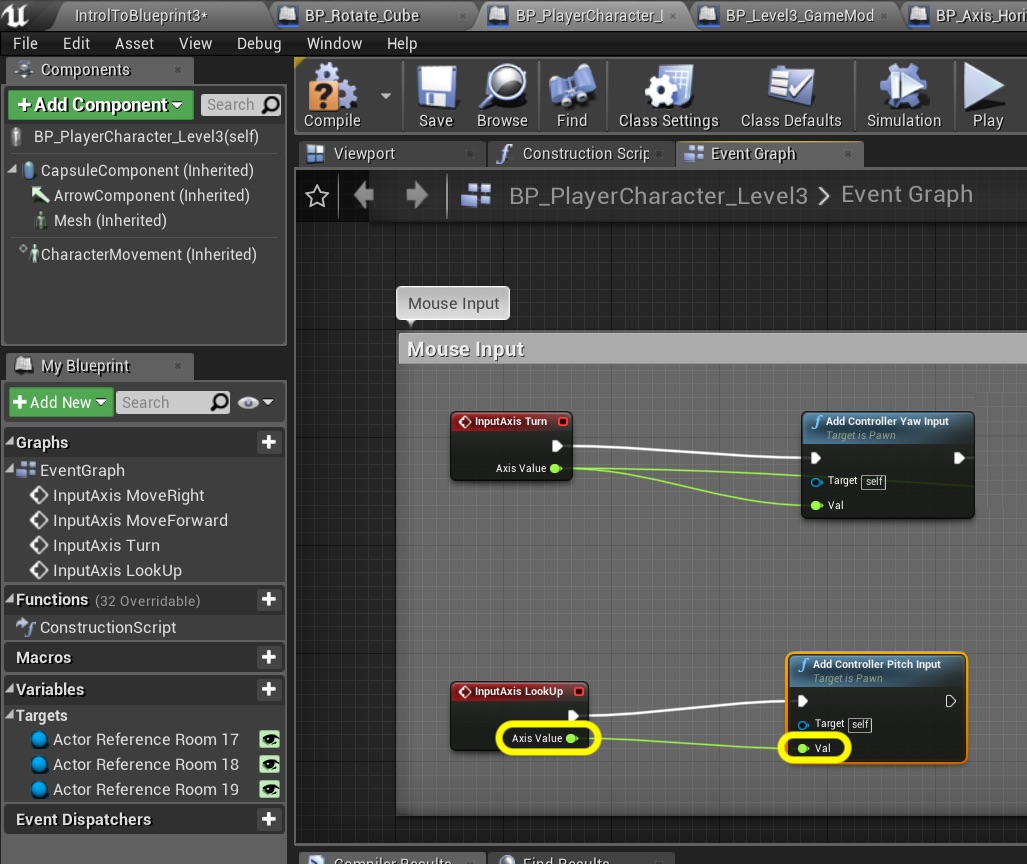 IntrolToBlueprint3*
BP_Rotate_Cube
BP_PlayerCharacter_
BP_Level3_GameMod
BP_Axis_Hori
File Edit Asset View Debug Window Help
Components
+Add Component
Search
BP_PlayerCharacter_Level3(self)
CapsuleComponent (Inherited)
ArrowComponent (Inherited)
Mesh (Inherited)
CharacterMovement (Inherited)
My Blueprint
+Add New
Search
Graphs
EventGraph
InputAxis MoveRight
InputAxis MoveForward
InputAxis Turn
InputAxis LookUp
Functions (32 Overridable)
ConstructionScript
Macros
Variables
Targets
Actor Reference Room 17
Actor Reference Room 18
Actor Reference Room 19
Event Dispatchers
Compile
Save
Browse
Find
Class Settings
Class Defaults
Simulation
Play
Viewport
Construction Scrip
Event Graph
BP_PlayerCharacter_Level3 > Event Graph
Mouse Input
Mouse Input
InputAxis Turn
Axis Value
Add Controller Yaw Input
Target is Pawn
Target self
Val
InputAxis LookUp
Axis Value
Add Controller Pitch Input
Target is Pawn
Target self
Val
Compiler Results
Find Results